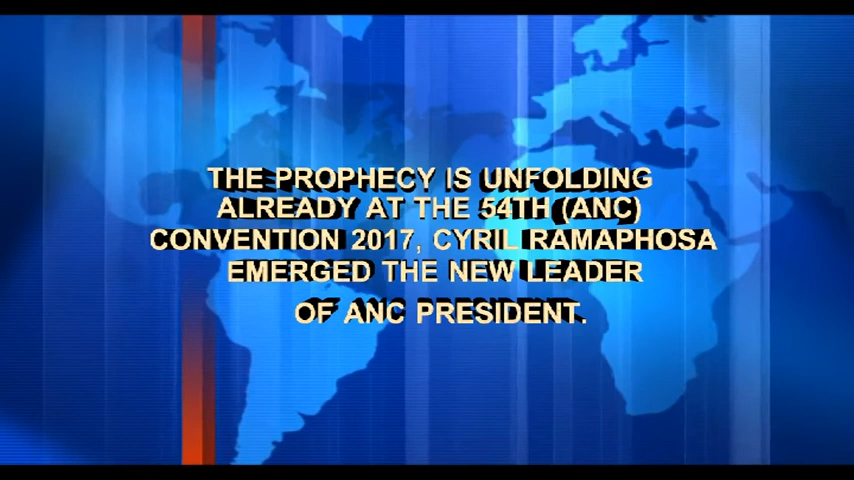 THE PROPHECY IS UNFOLDING
ALREADY AT THE 54TH (ANC)
CONVENTION 2017, CYRIL RAMAPHOSA
EMERGED THE NEW LEADER
OF ANC PRESIDENT.